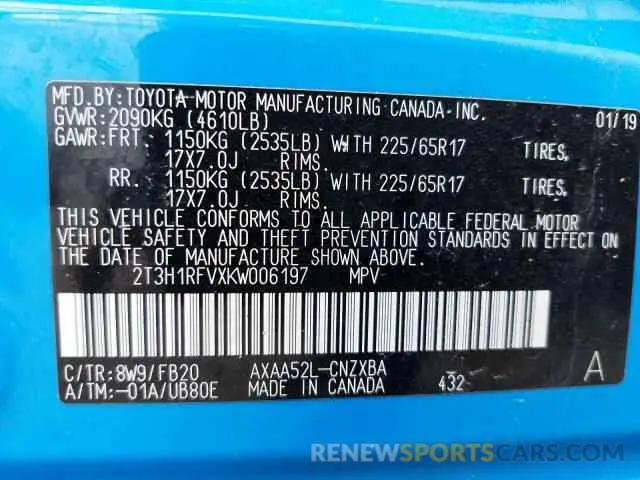 MFD. BY: TOYOTA MOTOR MANUFACTURING CANADA INC. 01/19
GVWR: 2090KG (4610LB)
GAWR: FRT. 1150KG (2535LB) WITH 225/65R17 TIRES,
17X7.0J RIMS.
RR. 1150KG (2535LB) WITH 225/65R17 TIRES,
17X7.0J RIMS.
THIS VEHICLE CONFORMS TO ALL APPLICABLE FEDERAL MOTOR
VEHICLE SAFETY AND THEFT PREVENTION STANDARDS IN EFFECT ON
THE DATE OF MANUFACTURE SHOWN ABOVE.
2T3H1RFVXKW006197 MPV
C/TR: 8W9/FB20 AXAA52L-CNZXBA A
A/TM: -01A/UB80E MADE IN CANADA 432
RENEWSPORTSCARS.COM